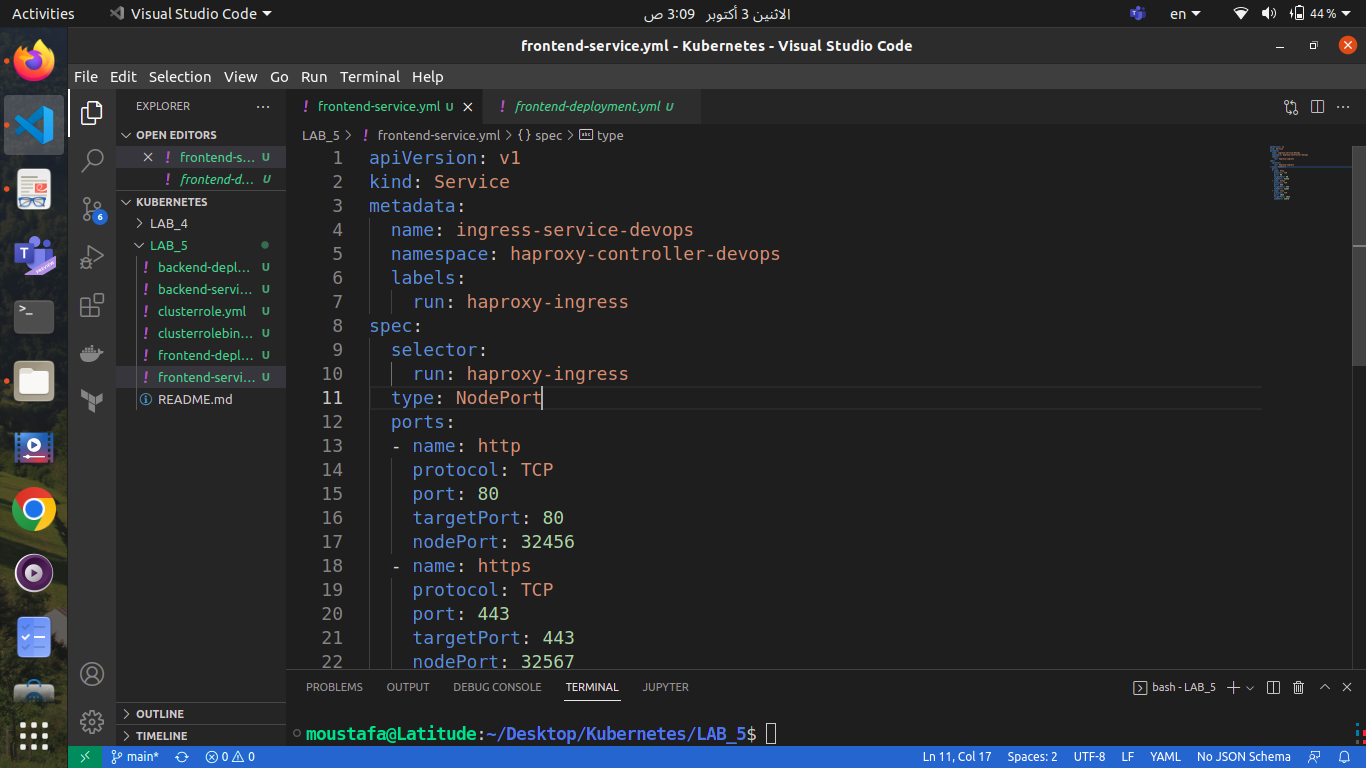 Activities Visual Studio Code الاثنين 3 أكتوبر 3:09 ص en 44 %
frontend-service.yml - Kubernetes - Visual Studio Code
File Edit Selection View Go Run Terminal Help
EXPLORER
frontend-service.yml U
frontend-deployment.yml U
OPEN EDITORS
frontend-s... U
frontend-d... U
KUBERNETES
LAB_4
LAB_5
backend-depl... U
backend-servi... U
clusterrole.yml U
clusterrolebin... U
frontend-depl... U
frontend-servi... U
README.md
OUTLINE
TIMELINE
6
LAB_5 > frontend-service.yml > {} spec > abc type
1 apiVersion: v1
2 kind: Service
3 metadata:
4 name: ingress-service-devops
5 namespace: haproxy-controller-devops
6 labels:
7 run: haproxy-ingress
8 spec:
9 selector:
10 run: haproxy-ingress
11 type: NodePort
12 ports:
13 - name: http
14 protocol: TCP
15 port: 80
16 targetPort: 80
17 nodePort: 32456
18 - name: https
19 protocol: TCP
20 port: 443
21 targetPort: 443
22 nodePort: 32567
PROBLEMS OUTPUT DEBUG CONSOLE TERMINAL JUPYTER bash - LAB_5
moustafa@Latitude:~/Desktop/Kubernetes/LAB_5$
main* 0 0 Ln 11, Col 17 Spaces: 2 UTF-8 LF YAML No JSON Schema